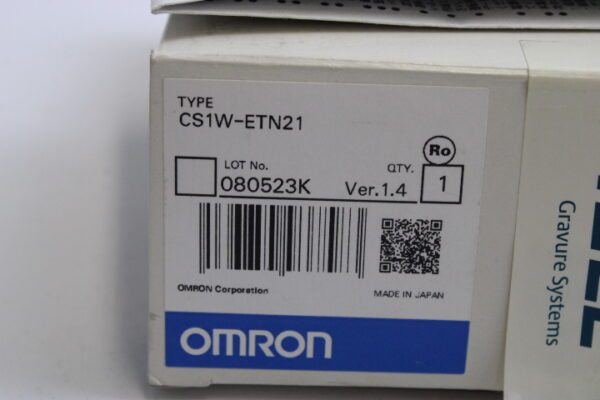 TYPE
CS1W-ETN21
Ro
LOT No.
QTY.
080523K
Ver.1.4
1
OMRON Corporation
MADE IN JAPAN
OMRON
Gravure Systems